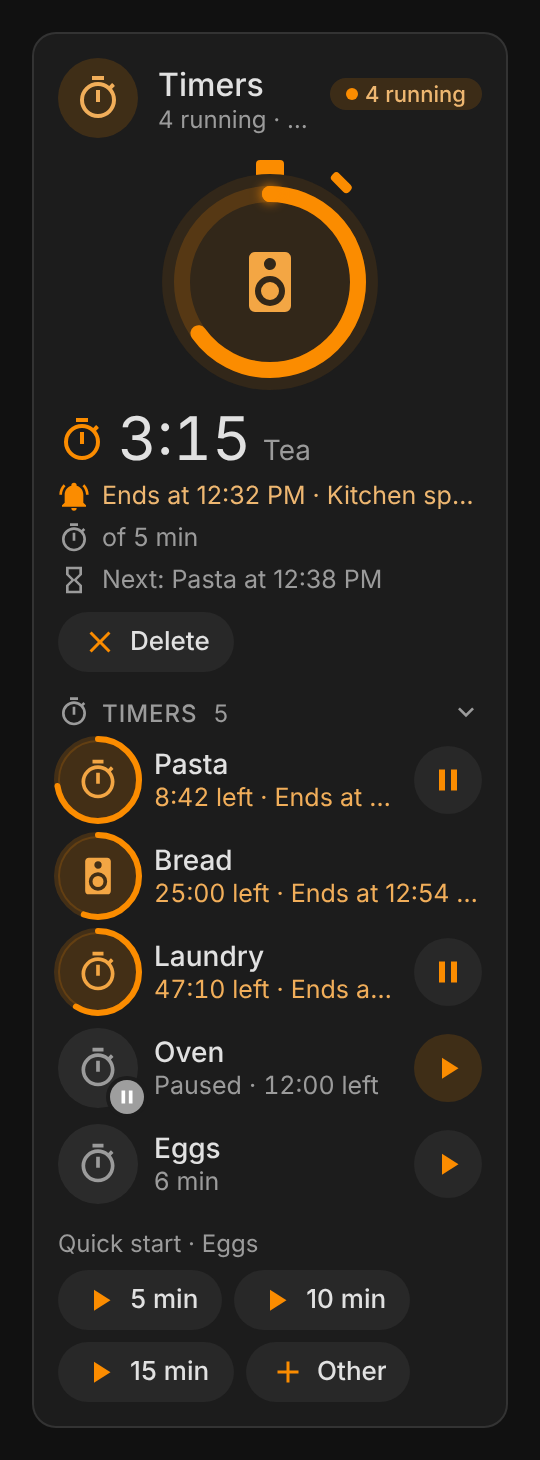 Timers
4 running
4 running · ...
3:15 Tea
Ends at 12:32 PM · Kitchen sp...
of 5 min
Next: Pasta at 12:38 PM
Delete
TIMERS 5
Pasta
8:42 left · Ends at ...
Bread
25:00 left · Ends at 12:54 ...
Laundry
47:10 left · Ends a...
Oven
Paused · 12:00 left
Eggs
6 min
Quick start · Eggs
5 min
10 min
15 min
Other